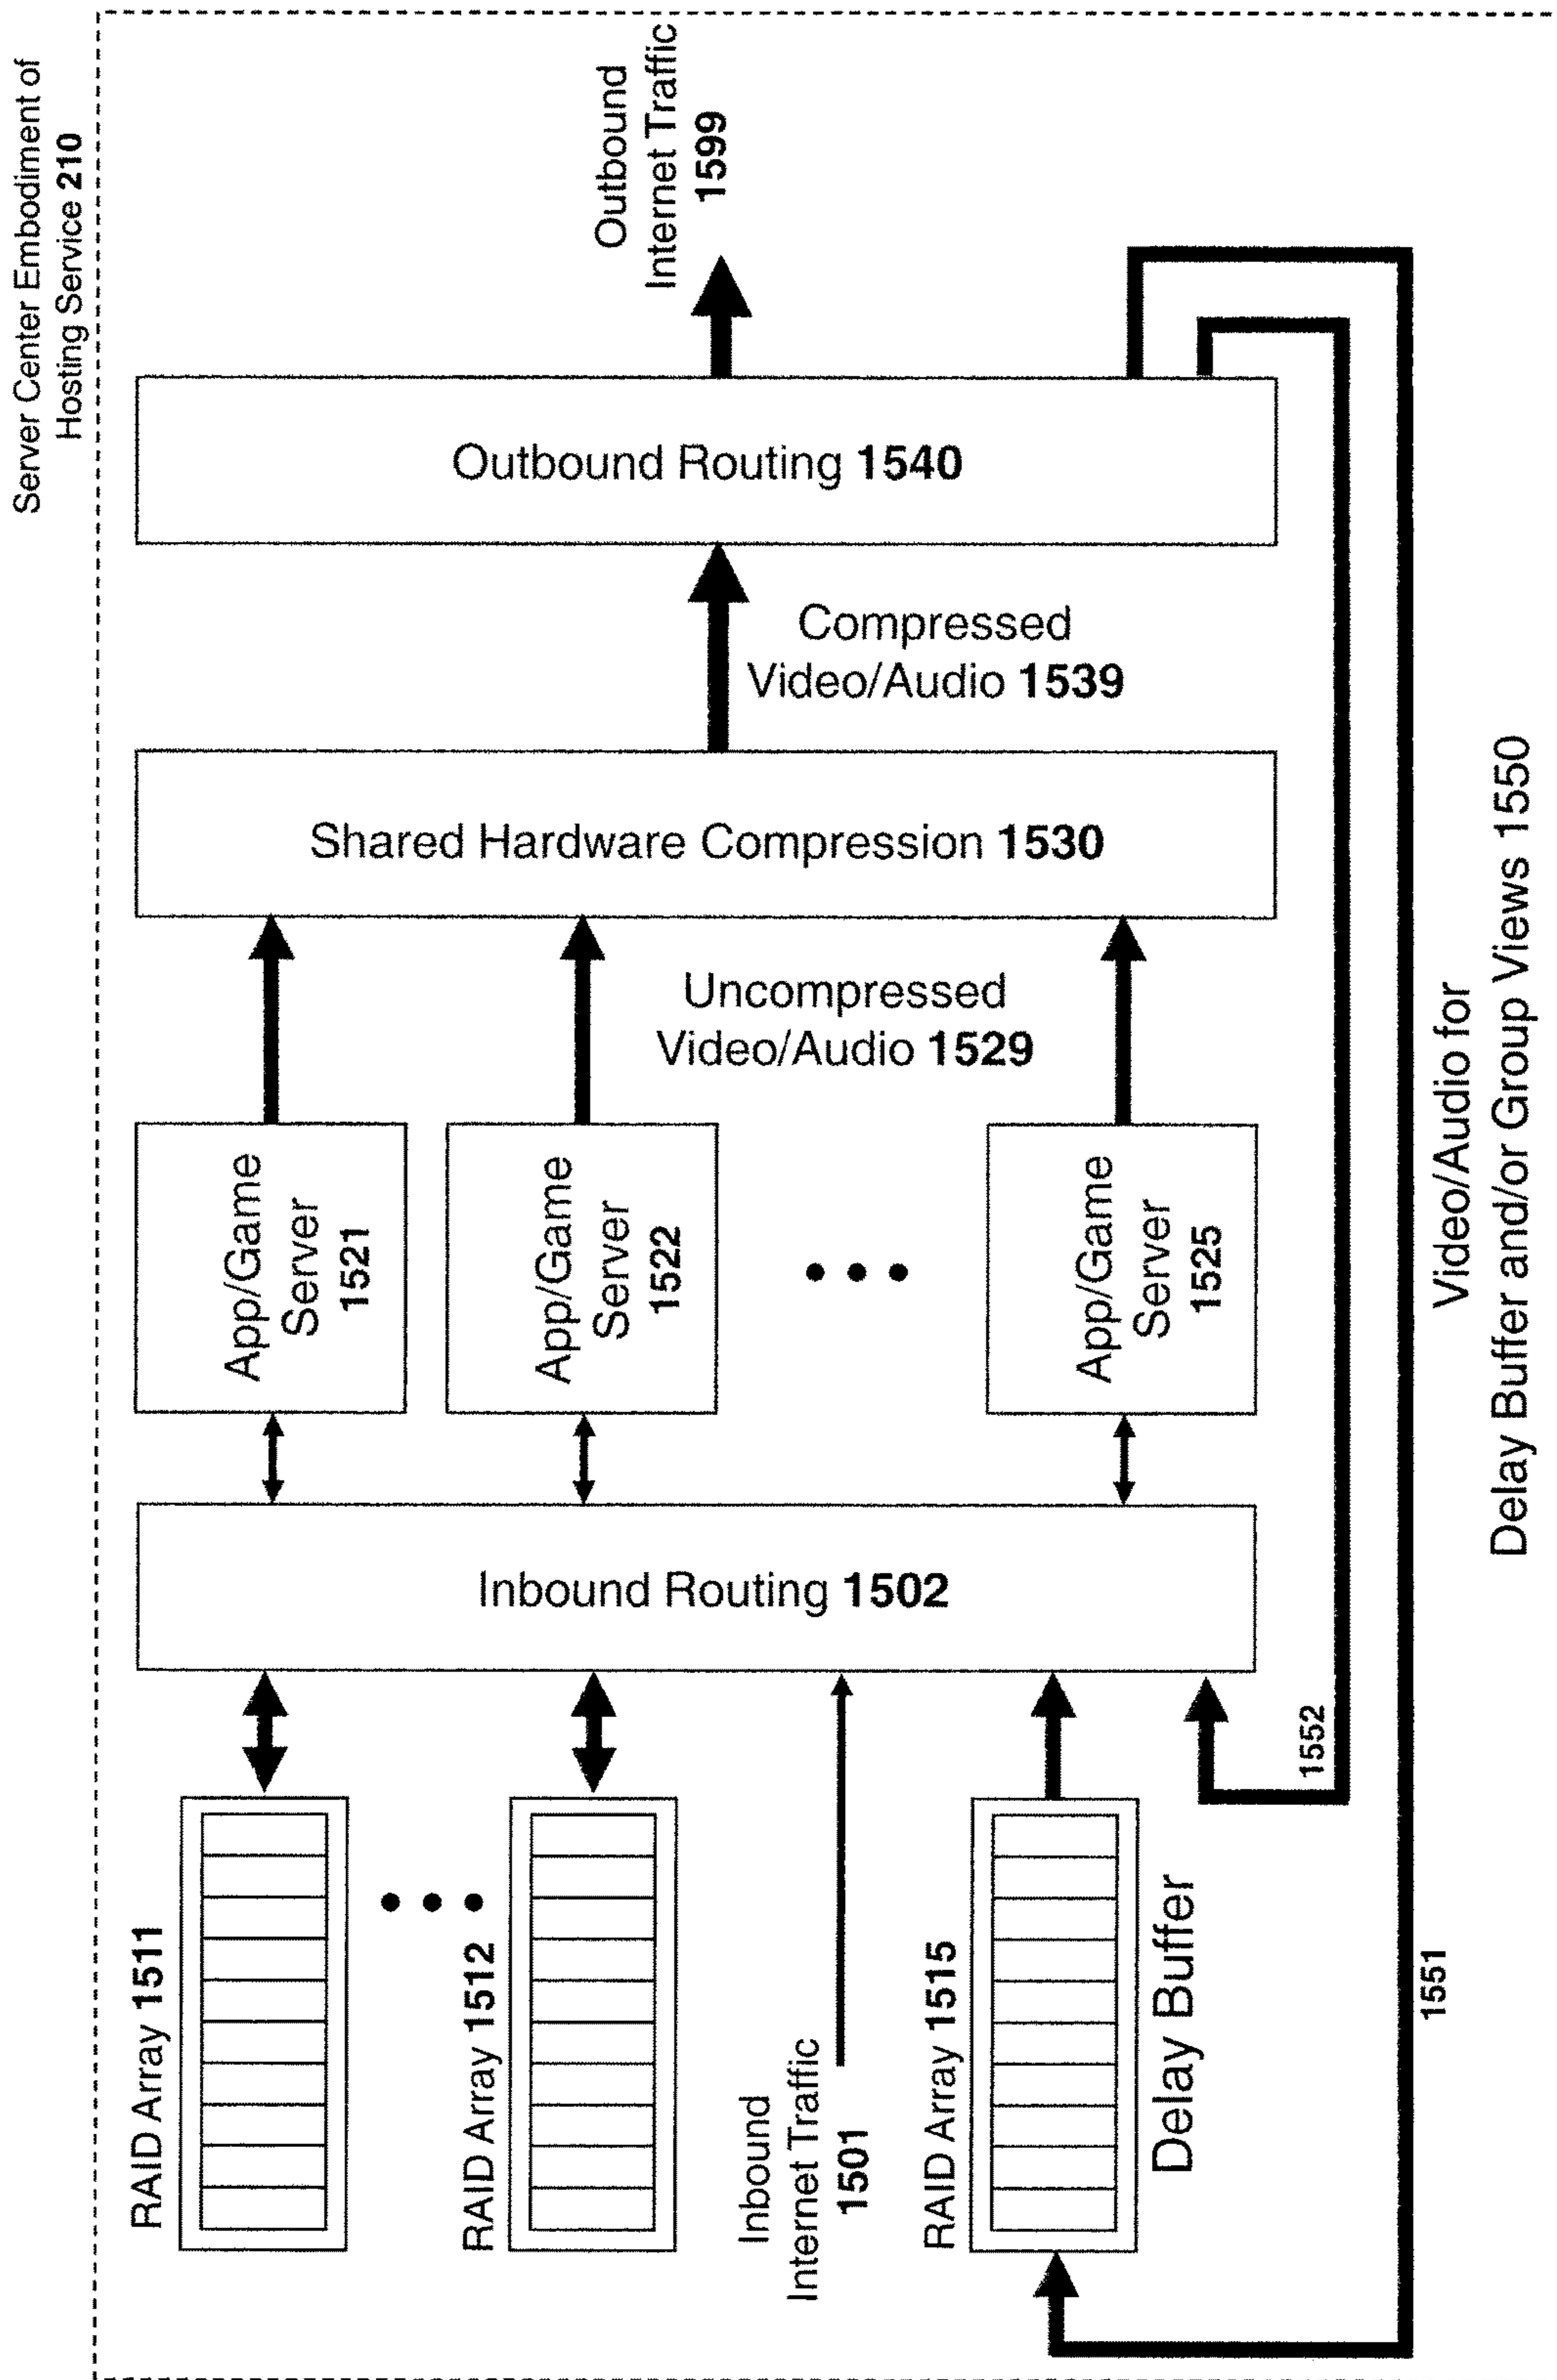 Server Center Embodiment of
Hosting Service 210
RAID Array 1511
RAID Array 1512
Inbound
Internet Traffic
1501
RAID Array 1515
Delay Buffer
Inbound Routing 1502
App/Game
Server
1521
App/Game
Server
1522
App/Game
Server
1525
Uncompressed
Video/Audio 1529
Shared Hardware Compression 1530
Compressed
Video/Audio 1539
Outbound Routing 1540
Outbound
Internet Traffic
1599
1552
1551
Video/Audio for
Delay Buffer and/or Group Views 1550